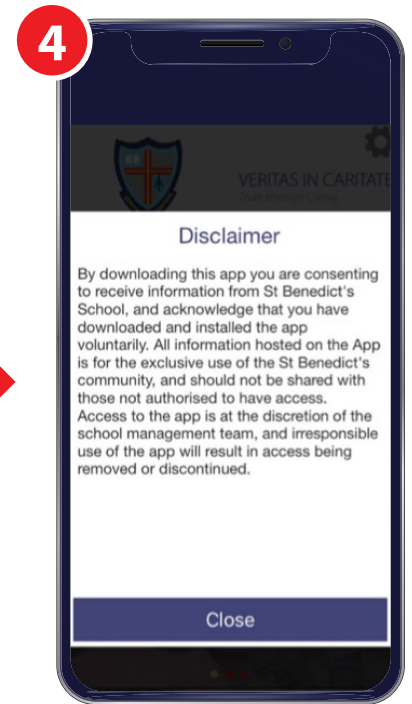 4
VERITAS IN CARITATE
Truth through Caring
Disclaimer
By downloading this app you are consenting
to receive information from St Benedict's
School, and acknowledge that you have
downloaded and installed the app
voluntarily. All information hosted on the App
is for the exclusive use of the St Benedict's
community, and should not be shared with
those not authorised to have access.
Access to the app is at the discretion of the
school management team, and irresponsible
use of the app will result in access being
removed or discontinued.
Close